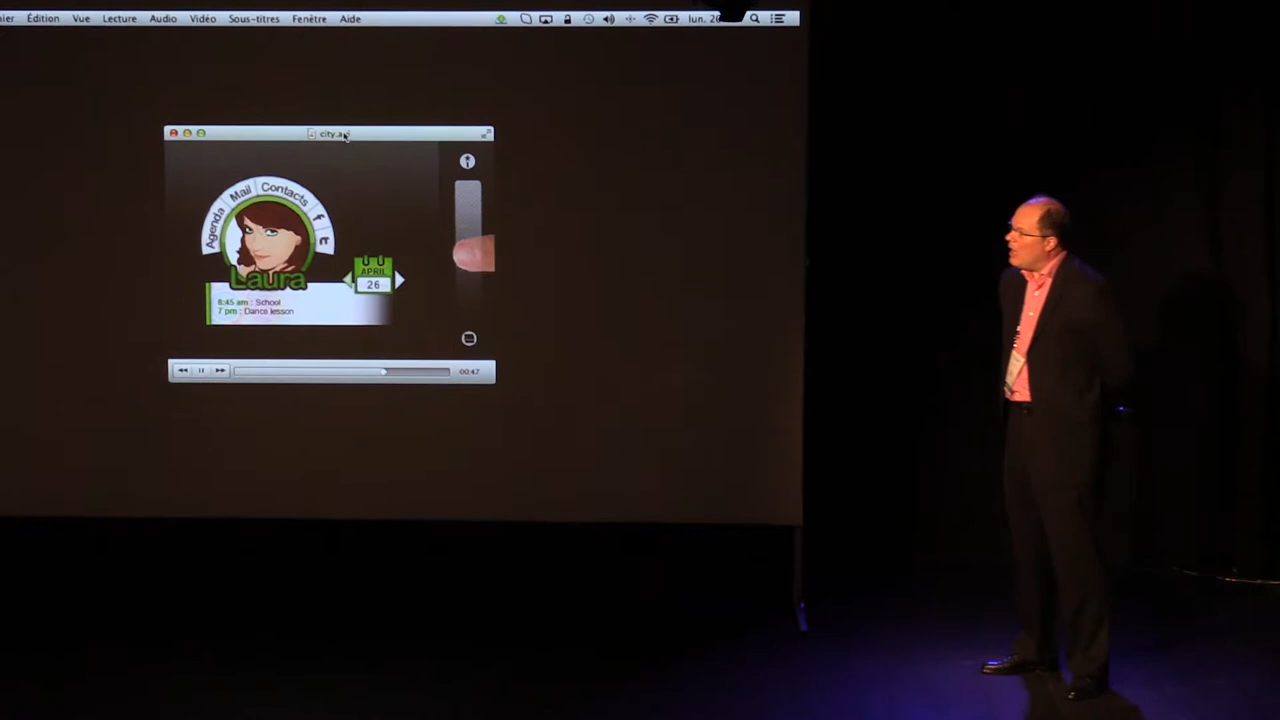 Édition Vue Lecture Audio Vidéo Sous-titres Fenêtre Aide lun.
Agenda Mail Contacts f t
Laura
APRIL
26
8:45 am : School
7 pm : Dance lesson
00:47